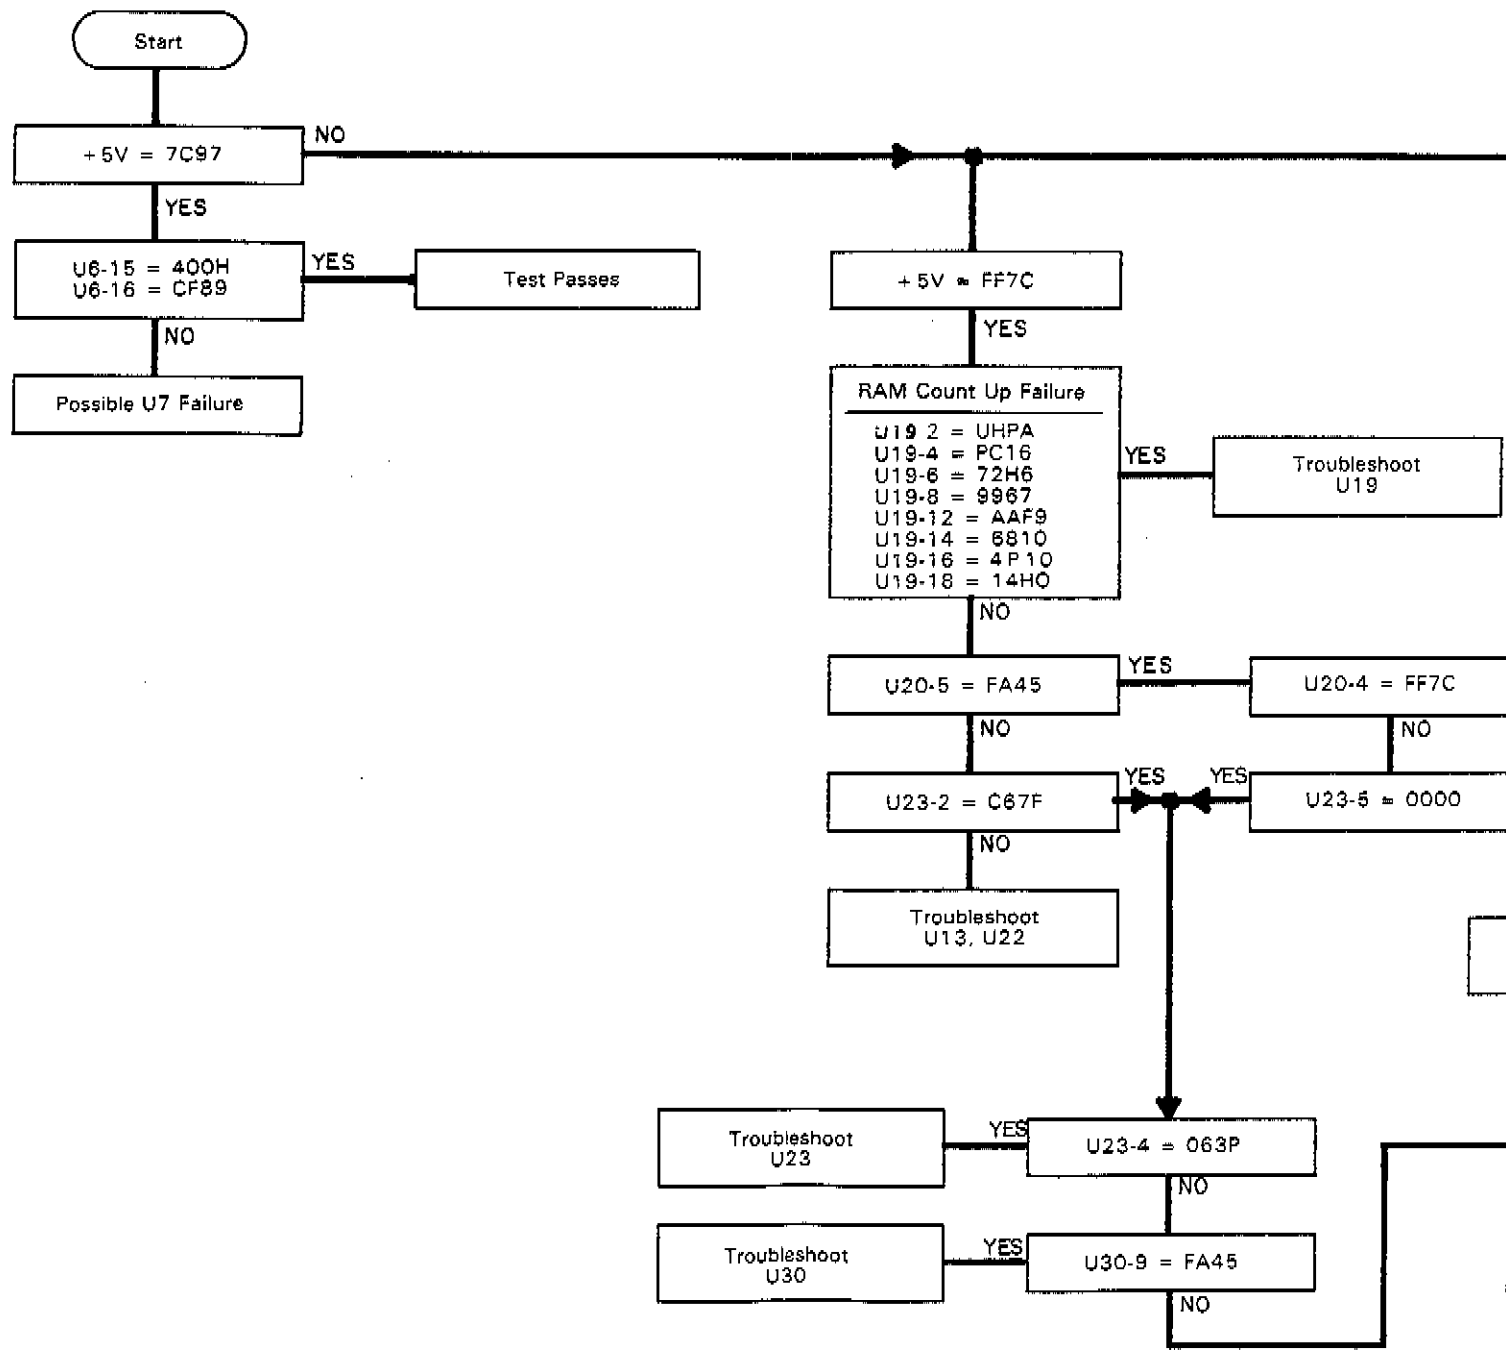 Start
+5V = 7C97
NO
YES
U6-15 = 400H
U6-16 = CF89
YES
Test Passes
NO
Possible U7 Failure
+5V = FF7C
YES
RAM Count Up Failure
U19 2 = UHPA
U19-4 = PC16
U19-6 = 72H6
U19-8 = 9967
U19-12 = AAF9
U19-14 = 6810
U19-16 = 4P10
U19-18 = 14H0
YES
Troubleshoot
U19
NO
U20-5 = FA45
YES
U20-4 = FF7C
NO
NO
U23-2 = C67F
YES
YES
U23-5 = 0000
NO
Troubleshoot
U13, U22
Troubleshoot
U23
YES
U23-4 = 063P
NO
Troubleshoot
U30
YES
U30-9 = FA45
NO